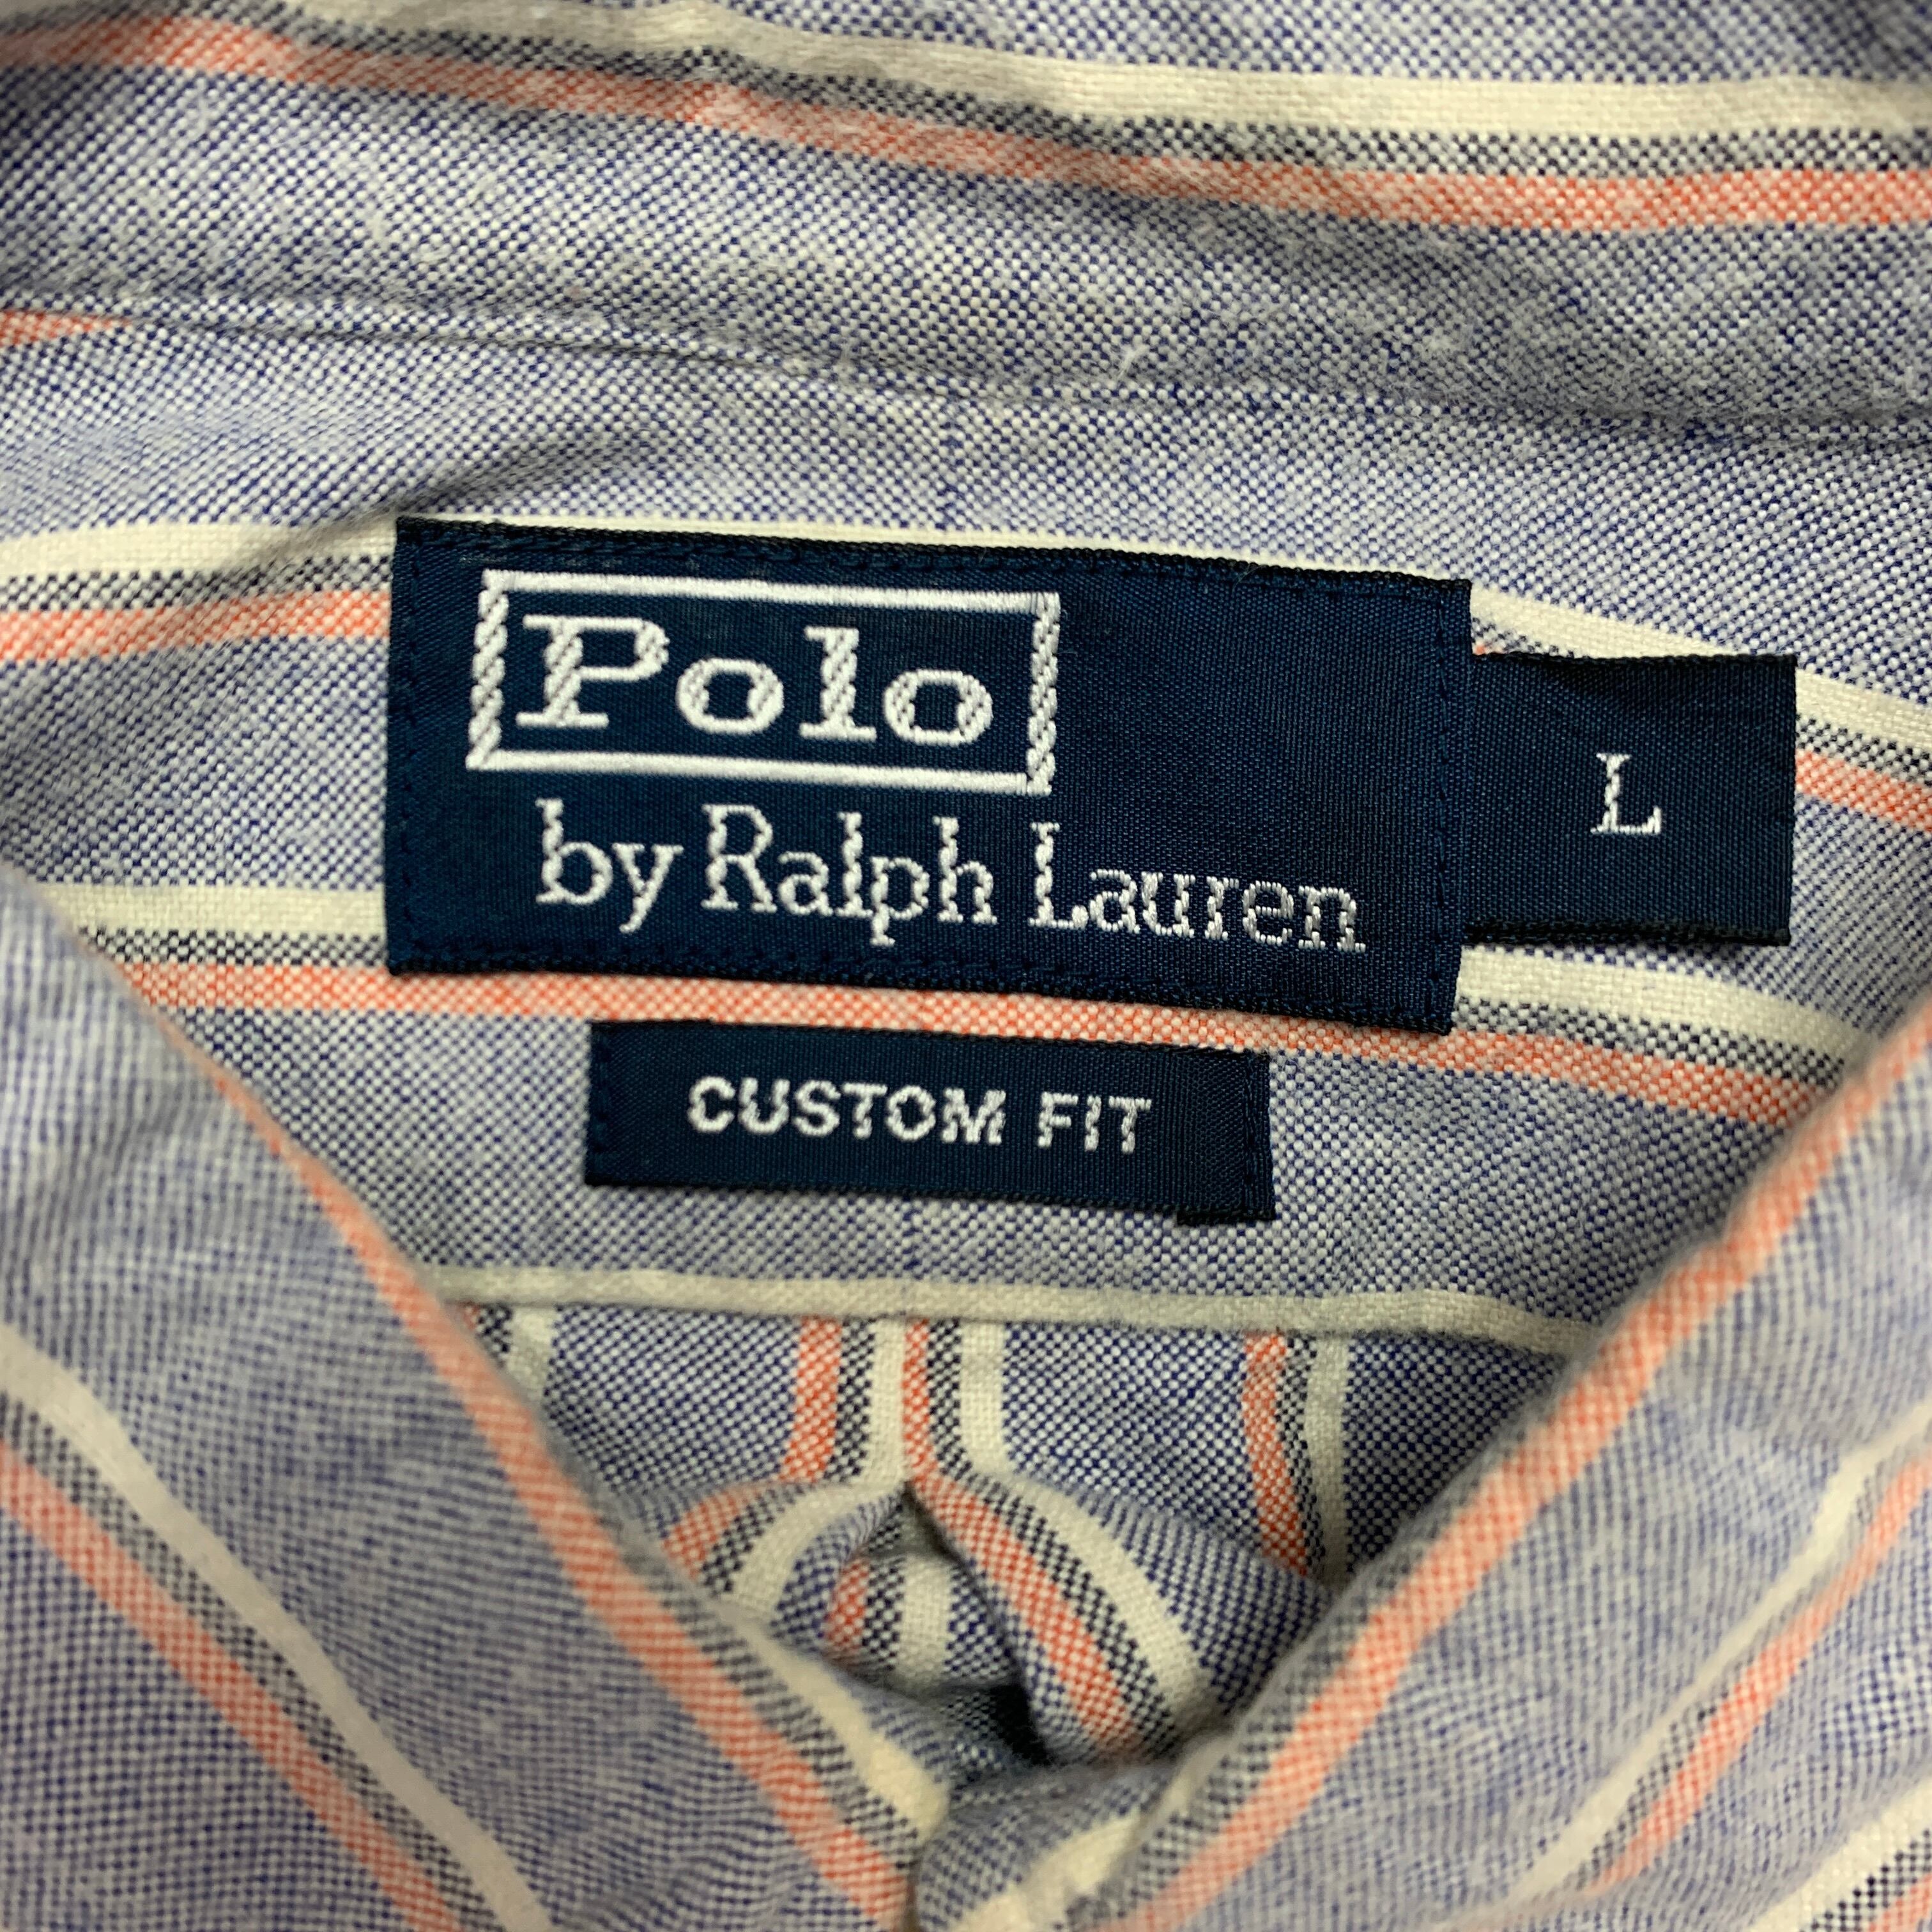 Polo
by Ralph Lauren
L
CUSTOM FIT